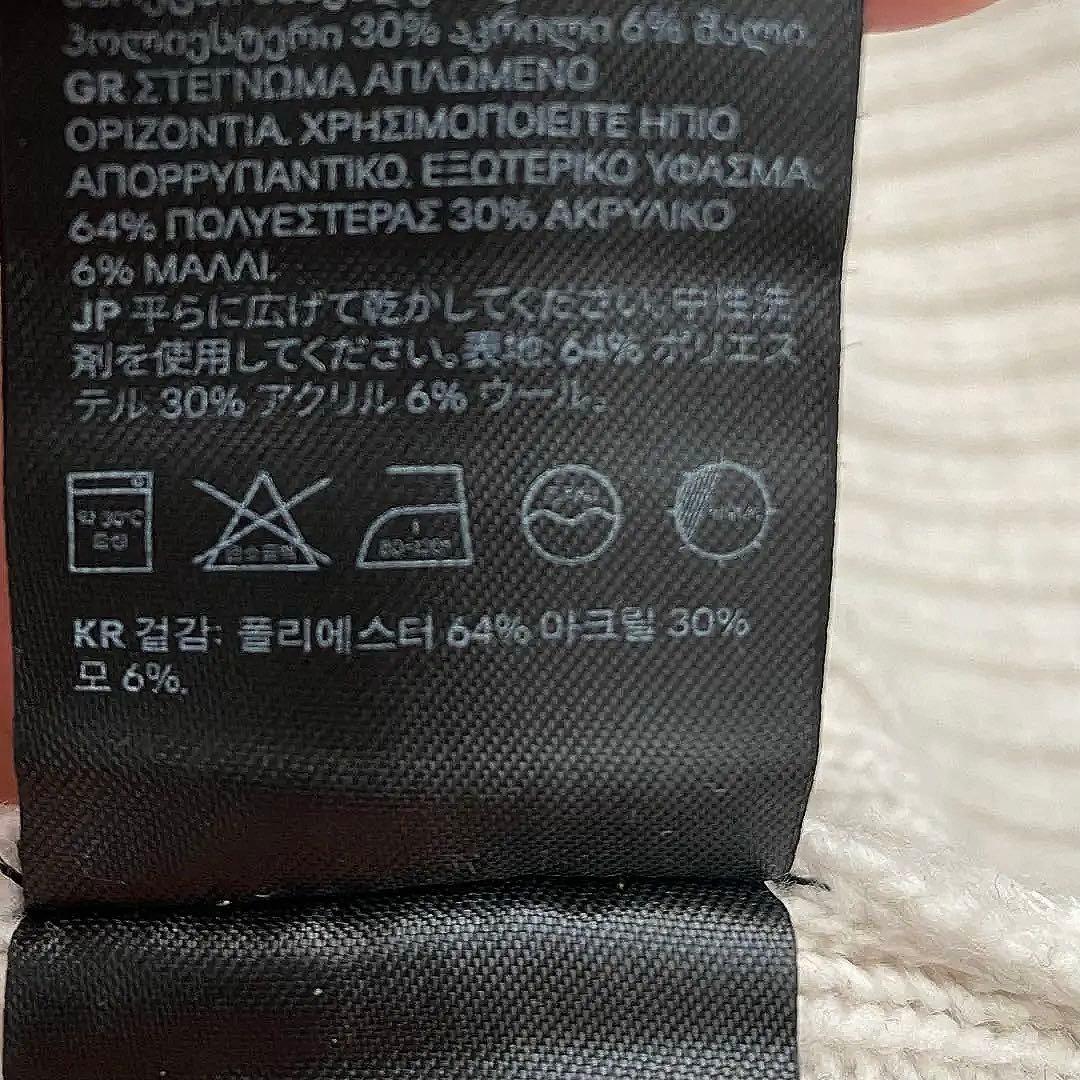 პოლიესტერი 30% აკრილი 6% შალი.
GR ΣΤΕΓΝΩΜΑ ΑΠΛΩΜΕΝΟ
ΟΡΙΖΟΝΤΙΑ. ΧΡΗΣΙΜΟΠΟΙΕΙΤΕ ΗΠΙΟ
ΑΠΟΡΡΥΠΑΝΤΙΚΟ. ΕΞΩΤΕΡΙΚΟ ΥΦΑΣΜΑ:
64% ΠΟΛΥΕΣΤΕΡΑΣ 30% ΑΚΡΥΛΙΚΟ
6% ΜΑΛΛΙ.
JP 平らに広げて乾かしてください。中性洗
剤を使用してください。表地: 64% ポリエス
テル 30% アクリル 6% ウール。
30°C
KR 겉감: 폴리에스터 64% 아크릴 30%
모 6%.